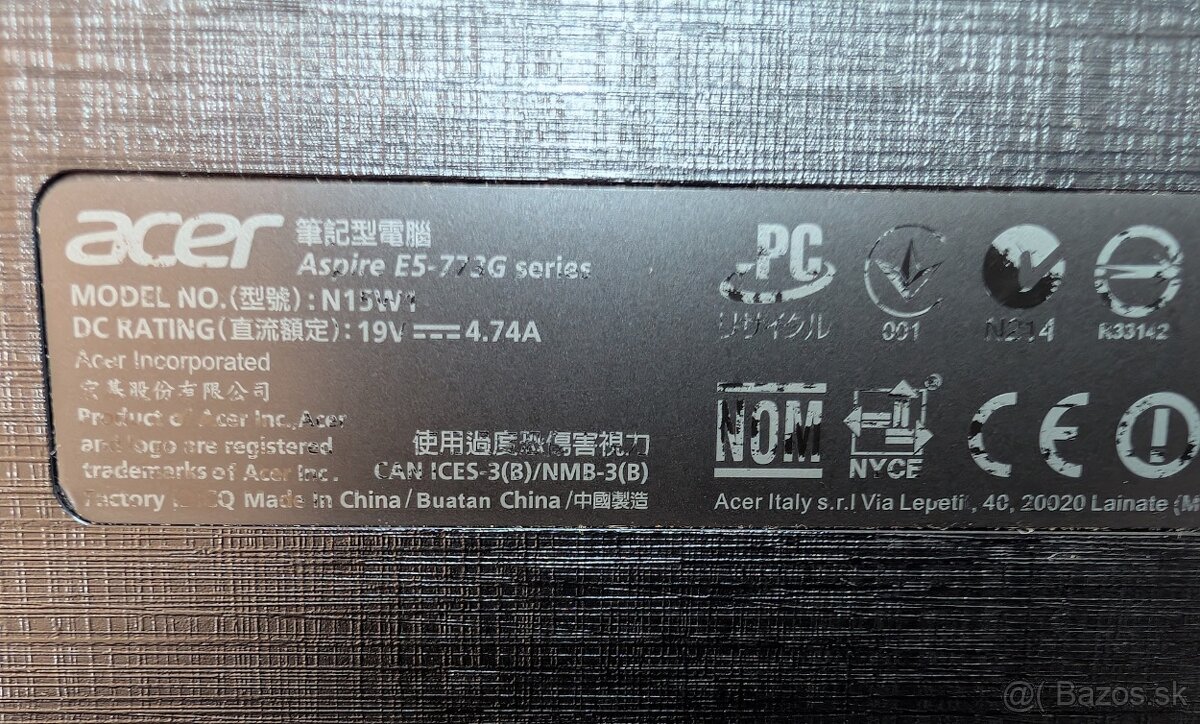 acer 筆記型電腦
Aspire E5-773G series
MODEL NO.(型號):N15W1
DC RATING(直流額定):19V 4.74A
Acer Incorporated
宏碁股份有限公司
Product of Acer Inc., Acer
and logo are registered
trademarks of Acer Inc.
Factory Made in China/Buatan China/中國製造
使用過度恐傷害視力
CAN ICES-3(B)/NMB-3(B)
PC
リサイクル
001
N214
R33142
NOM
NYCE
CE
Acer Italy s.r.l Via Lepetit, 40, 20020 Lainate (M
@( Bazos.sk